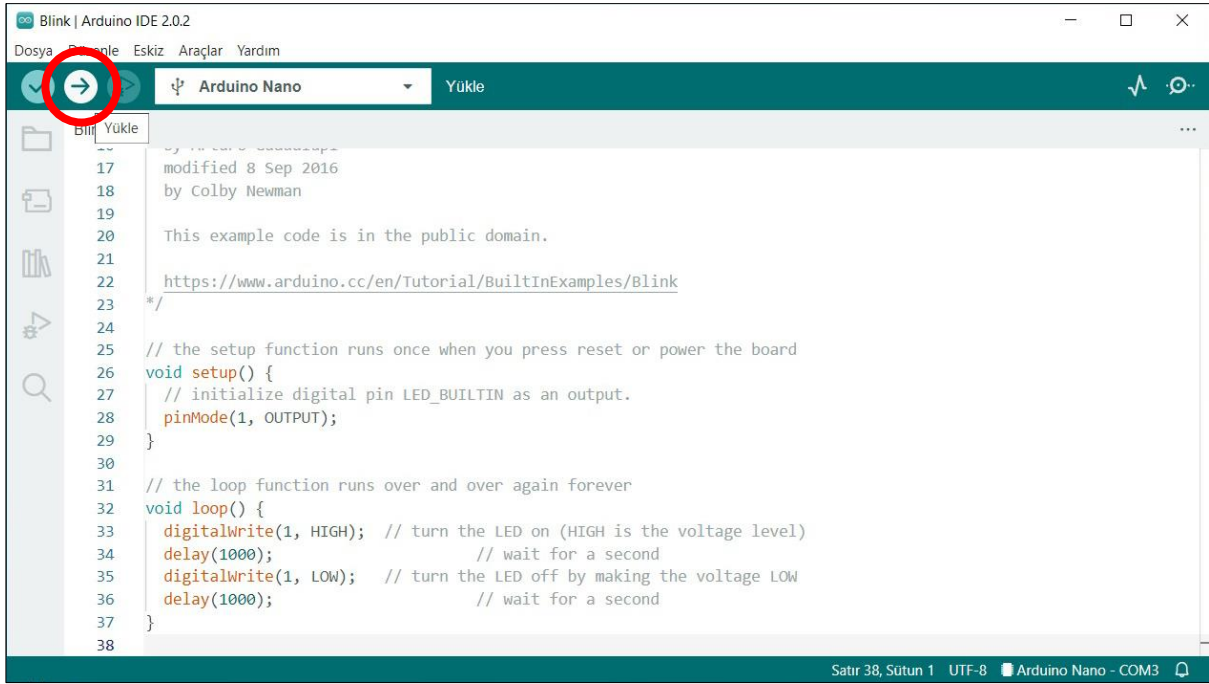 Blink | Arduino IDE 2.0.2
Dosya Düzenle Eskiz Araçlar Yardım
Arduino Nano Yükle
Yükle
17 modified 8 Sep 2016
18 by Colby Newman
19
20 This example code is in the public domain.
21
22 https://www.arduino.cc/en/Tutorial/BuiltInExamples/Blink
23 */
24
25 // the setup function runs once when you press reset or power the board
26 void setup() {
27 // initialize digital pin LED_BUILTIN as an output.
28 pinMode(1, OUTPUT);
29 }
30
31 // the loop function runs over and over again forever
32 void loop() {
33 digitalWrite(1, HIGH); // turn the LED on (HIGH is the voltage level)
34 delay(1000); // wait for a second
35 digitalWrite(1, LOW); // turn the LED off by making the voltage LOW
36 delay(1000); // wait for a second
37 }
38
Satır 38, Sütun 1 UTF-8 Arduino Nano - COM3